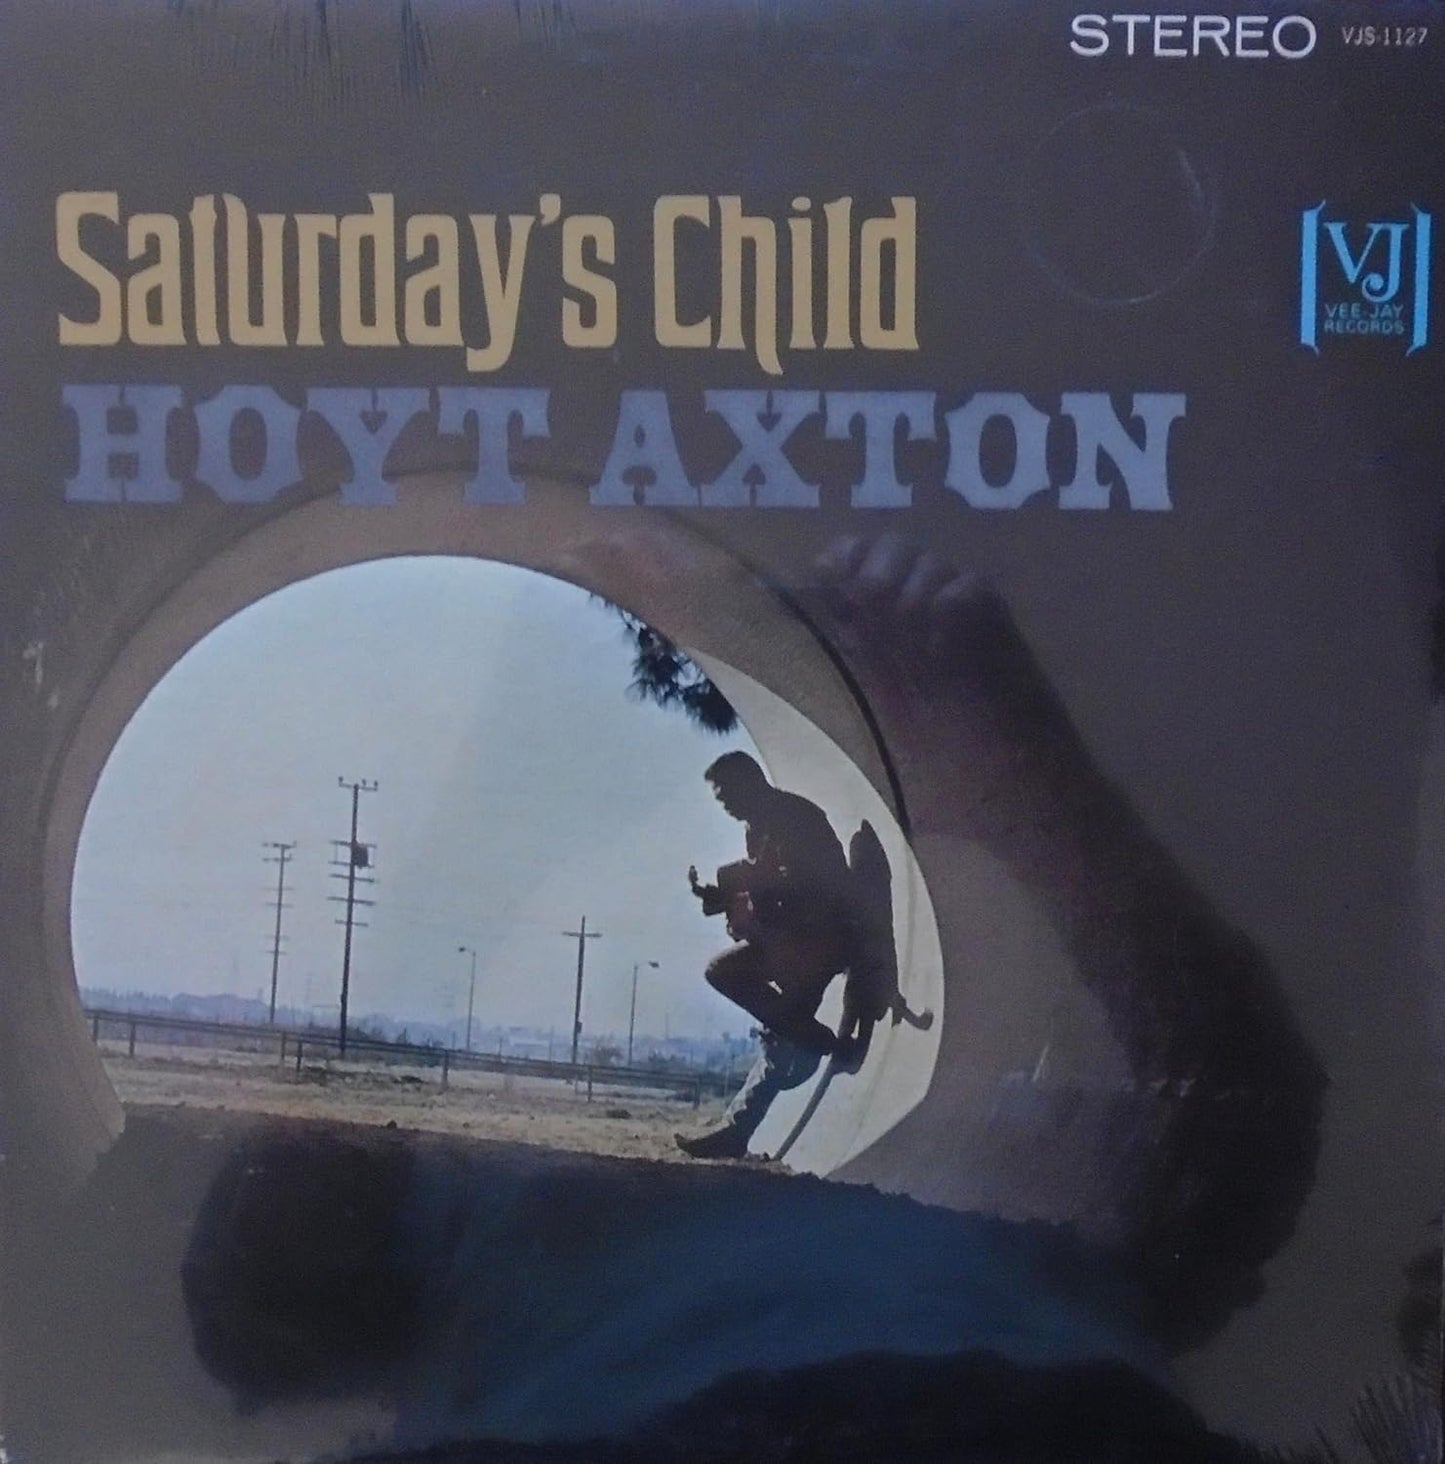 STEREO VJS-1127
Saturday's Child
VJ
VEE-JAY
RECORDS
HOYT AXTON